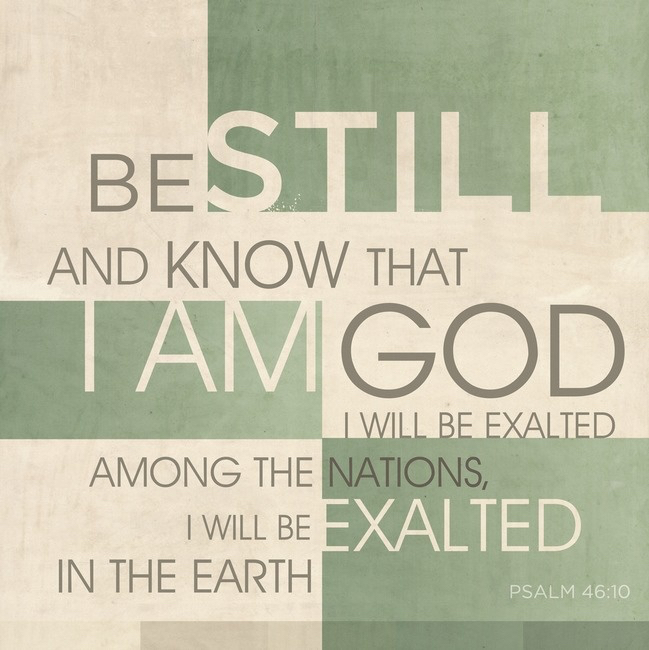 BE STILL
AND KNOW THAT
I AM GOD
I WILL BE EXALTED
AMONG THE NATIONS,
I WILL BE EXALTED
IN THE EARTH
PSALM 46:10